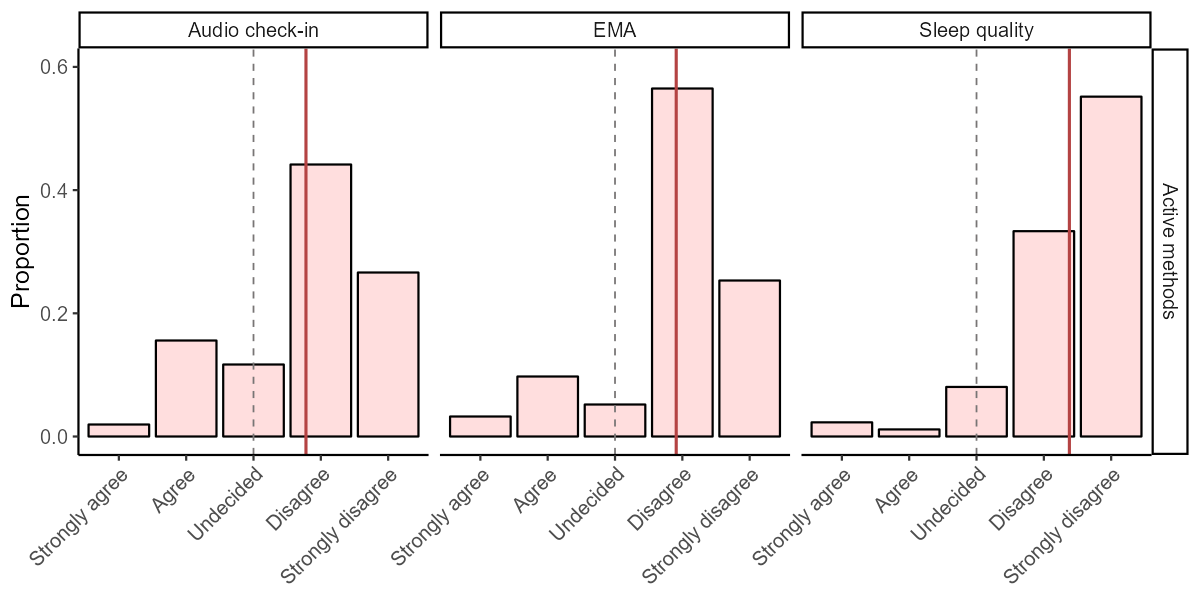 Audio check-in
EMA
Sleep quality
Active methods
Proportion
0.6
0.4
0.2
0.0
Strongly agree
Agree
Undecided
Disagree
Strongly disagree
Strongly agree
Agree
Undecided
Disagree
Strongly disagree
Strongly agree
Agree
Undecided
Disagree
Strongly disagree